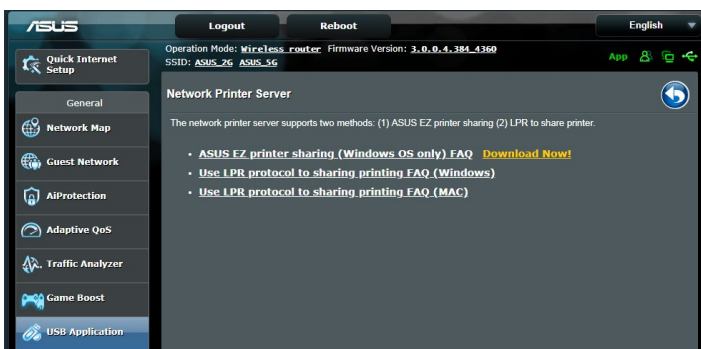 ASUS
Logout
Reboot
English
Quick Internet
Setup
Operation Mode: Wireless router Firmware Version: 3.0.0.4.384_4360
SSID: ASUS_2G ASUS_5G
App
General
Network Map
Guest Network
AiProtection
Adaptive QoS
Traffic Analyzer
Game Boost
USB Application
Network Printer Server
The network printer server supports two methods: (1) ASUS EZ printer sharing (2) LPR to share printer.
ASUS EZ printer sharing (Windows OS only) FAQ Download Now!
Use LPR protocol to sharing printing FAQ (Windows)
Use LPR protocol to sharing printing FAQ (MAC)